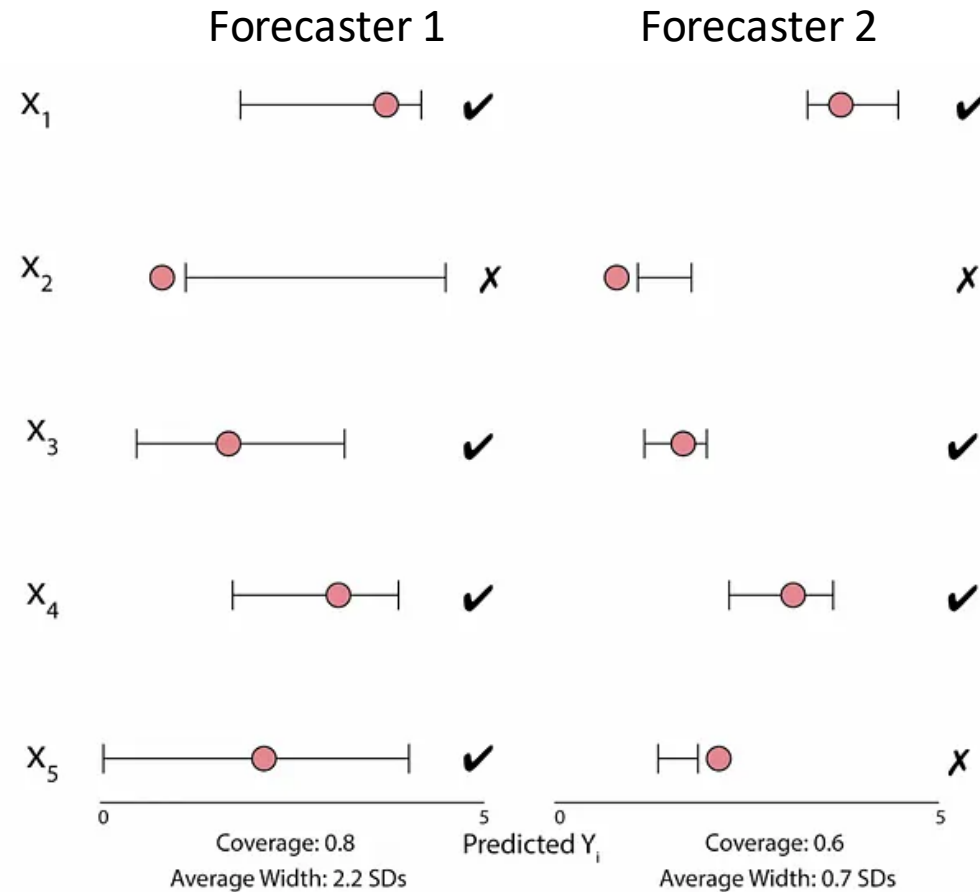 Forecaster 1 Forecaster 2
X₁ ✔ ✔
X₂ ✗ ✗
X₃ ✔ ✔
X₄ ✔ ✔
X₅ ✔ ✗
0 5 0 5
Coverage: 0.8 Predicted Yᵢ Coverage: 0.6
Average Width: 2.2 SDs Average Width: 0.7 SDs